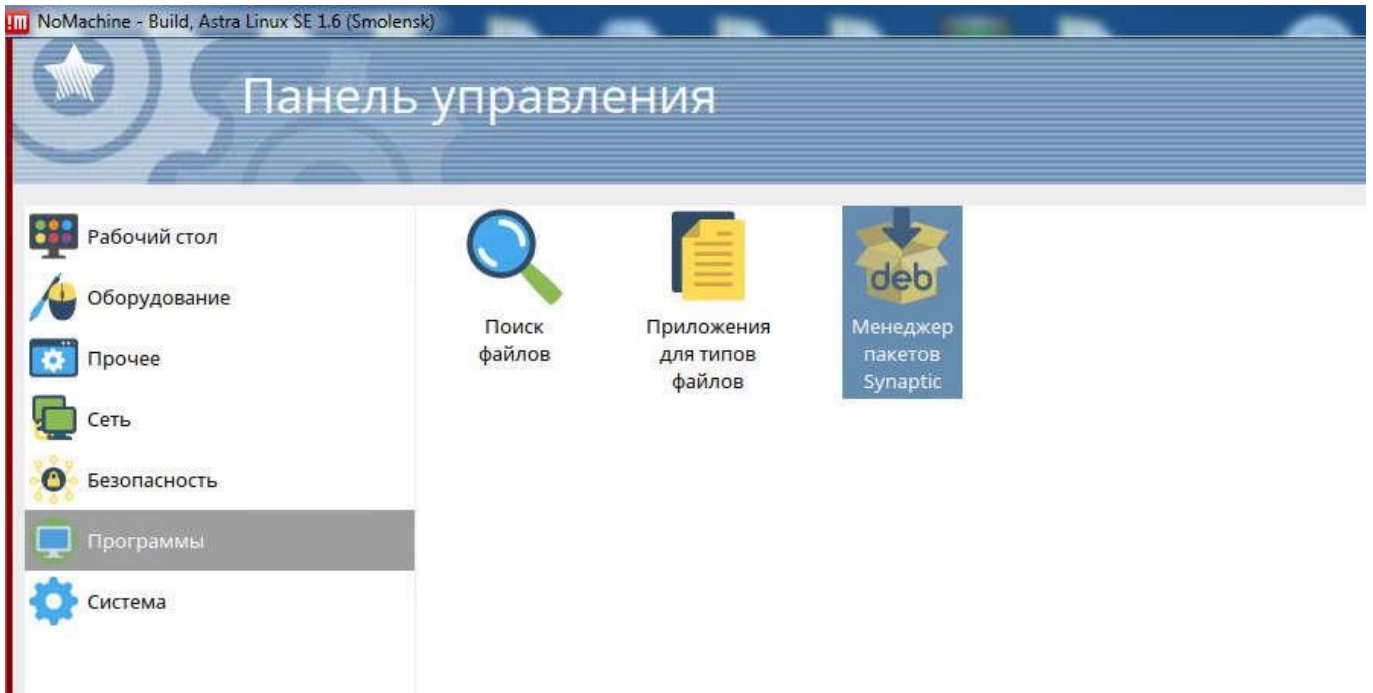 NoMachine - Build, Astra Linux SE 1.6 (Smolensk)
Панель управления
Рабочий стол
Оборудование
Прочее
Сеть
Безопасность
Программы
Система
Поиск
файлов
Приложения
для типов
файлов
deb
Менеджер
пакетов
Synaptic